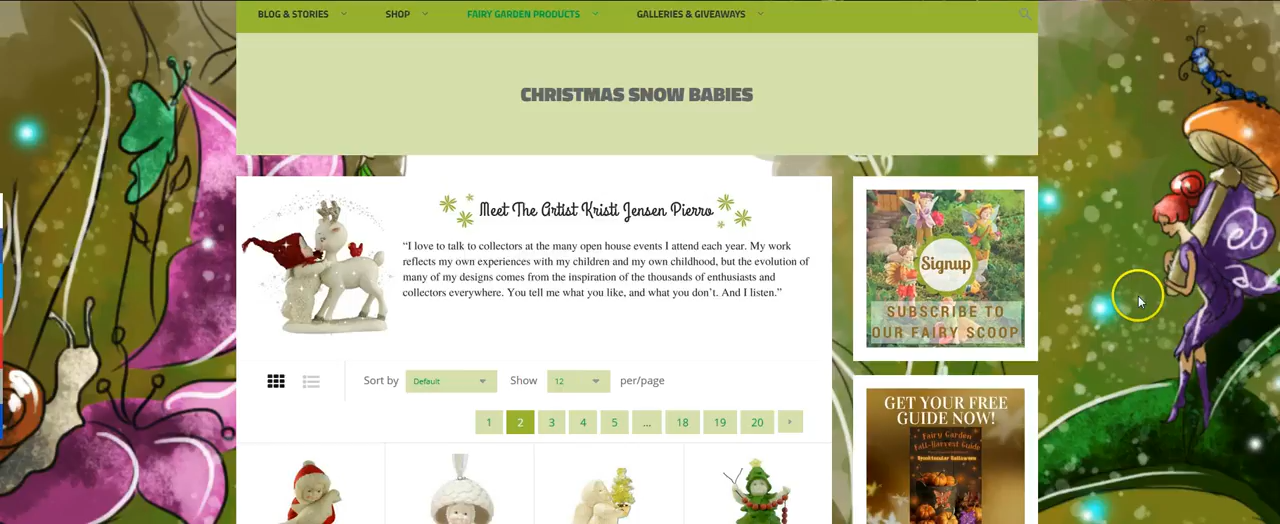 BLOG & STORIES
SHOP
FAIRY GARDEN PRODUCTS
GALLERIES & GIVEAWAYS
CHRISTMAS SNOW BABIES
Meet The Artist Kristi Jensen Pierro
“I love to talk to collectors at the many open house events I attend each year. My work
reflects my own experiences with my children and my own childhood, but the evolution of
many of my designs comes from the inspiration of the thousands of enthusiasts and
collectors everywhere. You tell me what you like, and what you don’t. And I listen.”
Signup
SUBSCRIBE TO
OUR FAIRY SCOOP
Sort by Default Show 12 per/page
1 2 3 4 5 ... 18 19 20
GET YOUR FREE
GUIDE NOW!
Fairy Garden
Fall-Harvest Guide
Spooktacular Halloween